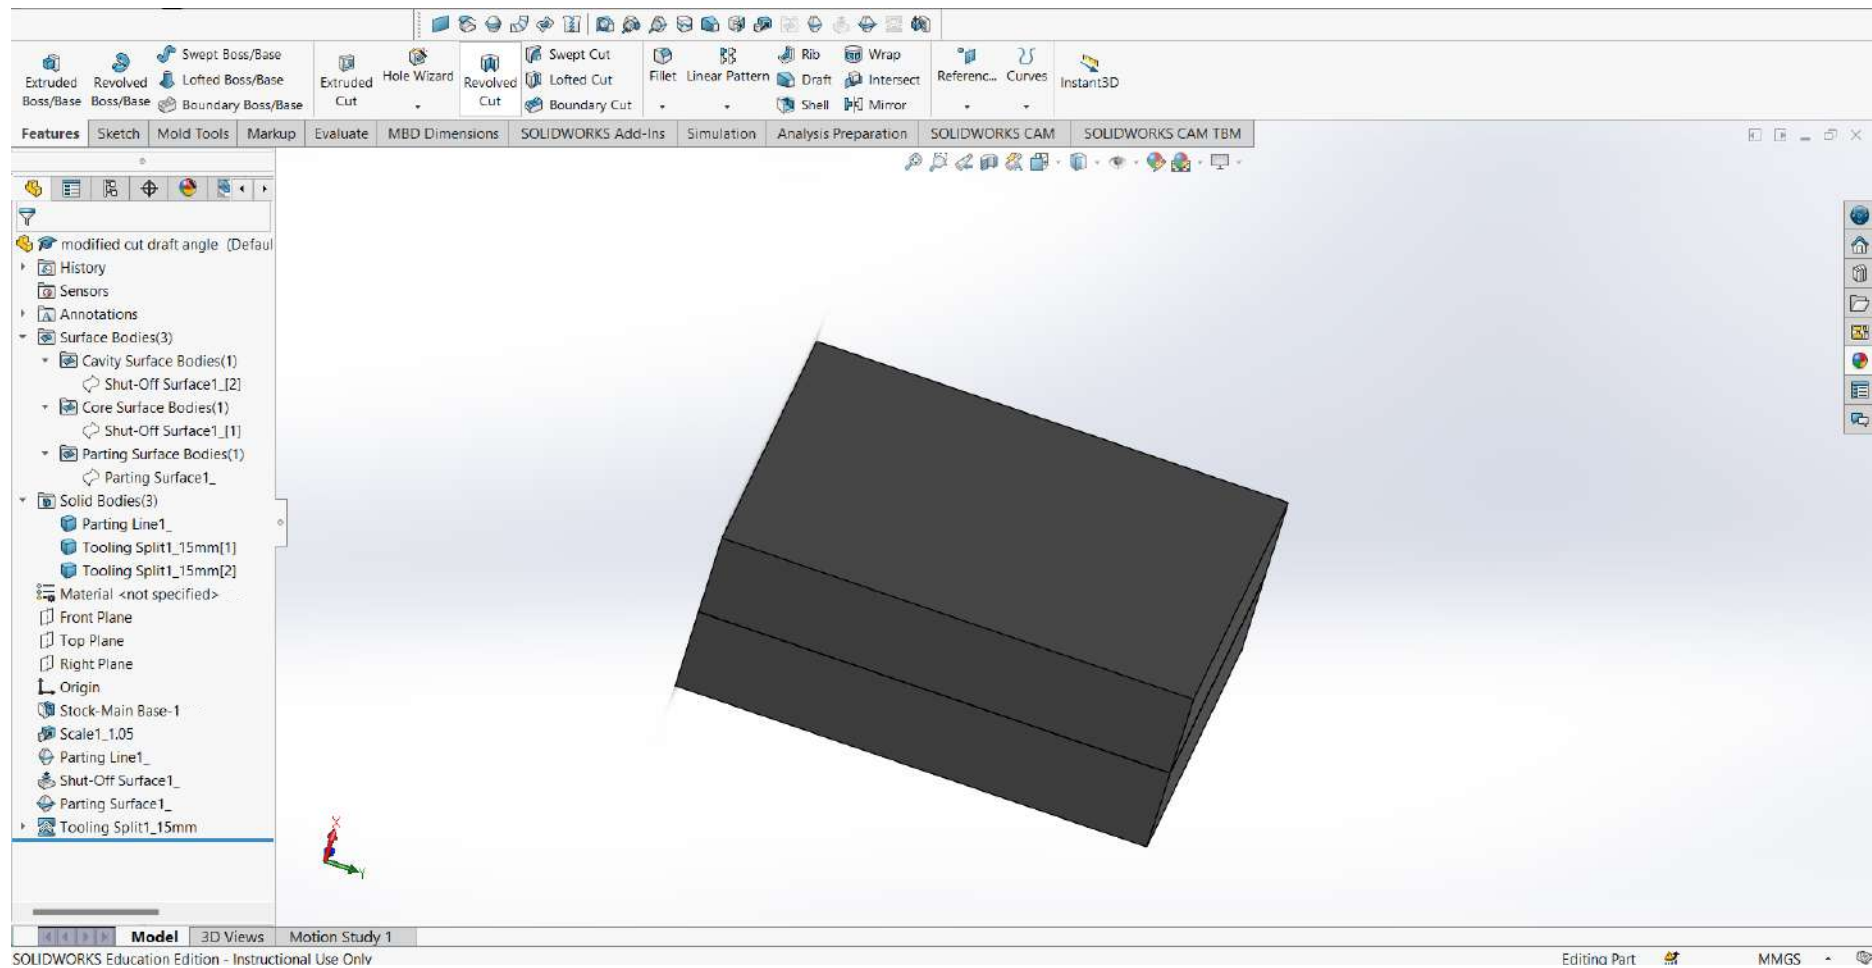 Extruded Boss/Base
Revolved Boss/Base
Swept Boss/Base
Lofted Boss/Base
Boundary Boss/Base
Extruded Cut
Hole Wizard
Revolved Cut
Swept Cut
Lofted Cut
Boundary Cut
Fillet
Linear Pattern
Rib
Draft
Shell
Wrap
Intersect
Mirror
Referenc...
Curves
Instant3D
Features Sketch Mold Tools Markup Evaluate MBD Dimensions SOLIDWORKS Add-Ins Simulation Analysis Preparation SOLIDWORKS CAM SOLIDWORKS CAM TBM
modified cut draft angle (Defaul
History
Sensors
Annotations
Surface Bodies(3)
Cavity Surface Bodies(1)
Shut-Off Surface1_[2]
Core Surface Bodies(1)
Shut-Off Surface1_[1]
Parting Surface Bodies(1)
Parting Surface1_
Solid Bodies(3)
Parting Line1_
Tooling Split1_15mm[1]
Tooling Split1_15mm[2]
Material <not specified>
Front Plane
Top Plane
Right Plane
Origin
Stock-Main Base-1
Scale1_1.05
Parting Line1_
Shut-Off Surface1_
Parting Surface1_
Tooling Split1_15mm
X
Y
Model 3D Views Motion Study 1
SOLIDWORKS Education Edition - Instructional Use Only
Editing Part MMGS